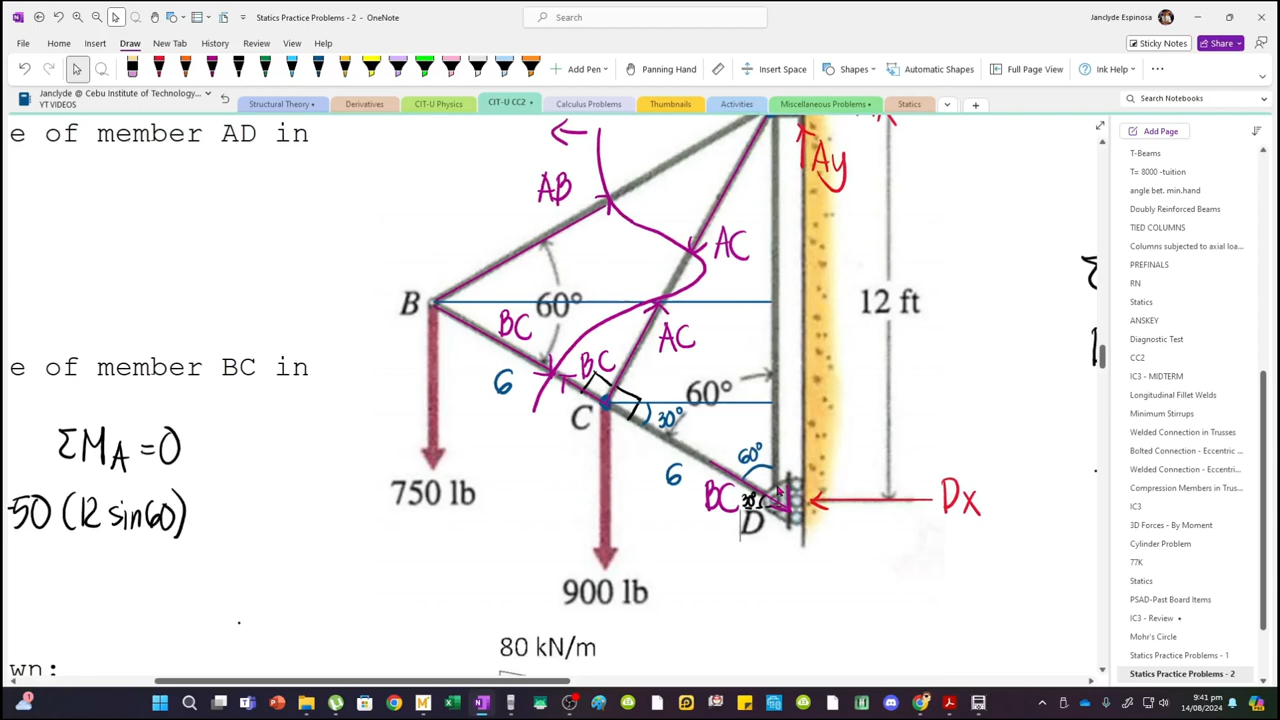 Statics Practice Problems - 2 - OneNote
Search
Janclyde Espinosa
File Home Insert Draw New Tab History Review View Help
Sticky Notes
Share
Add Pen
Panning Hand
Insert Space
Shapes
Automatic Shapes
Full Page View
Ink Help
Janclyde @ Cebu Institute of Technology...
YT VIDEOS
Structural Theory
Derivatives
CIT-U Physics
CIT-U CC2
Calculus Problems
Thumbnails
Activities
Miscellaneous Problems
Statics
Search Notebooks
Add Page
T-Beams
T= 8000 -tuition
angle bet. min.hand
Doubly Reinforced Beams
TIED COLUMNS
Columns subjected to axial loa...
PREFINALS
RN
Statics
ANSKEY
Diagnostic Test
CC2
IC3 - MIDTERM
Longitudinal Fillet Welds
Minimum Stirrups
Welded Connection in Trusses
Bolted Connection - Eccentric ...
Welded Connection - Eccentric ...
Compression Members in Trus...
IC3
3D Forces - By Moment
Cylinder Problem
77K
Statics
PSAD-Past Board Items
IC3 - Review
Mohr's Circle
Statics Practice Problems - 1
Statics Practice Problems - 2
e of member AD in
Ay
AB
AC
B
60°
12 ft
BC
AC
e of member BC in
BC
6
60°
C
30°
ΣMA =0
60°
6
750 lb
BC
30°
Dx
50 (12 sin60)
D
900 lb
80 kN/m
wn:
9:41 pm
14/08/2024